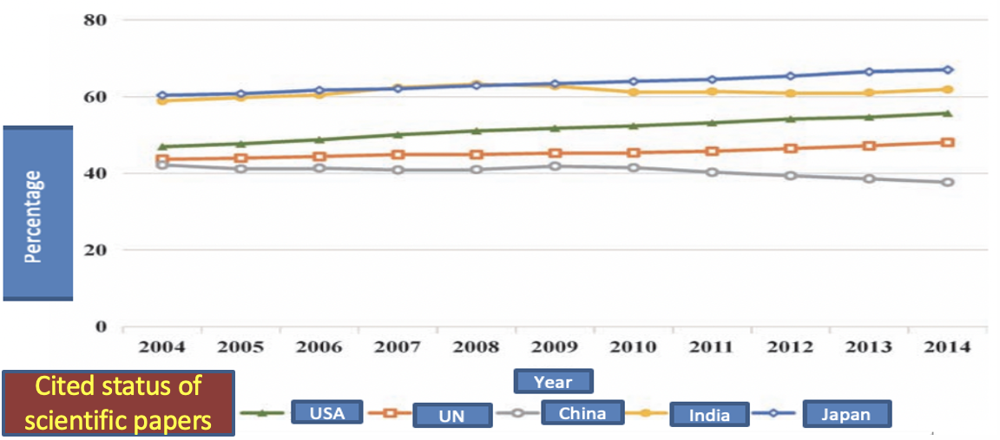 80
60
40
20
0
Percentage
2004 2005 2006 2007 2008 2009 2010 2011 2012 2013 2014
Year
Cited status of
scientific papers
USA UN China India Japan